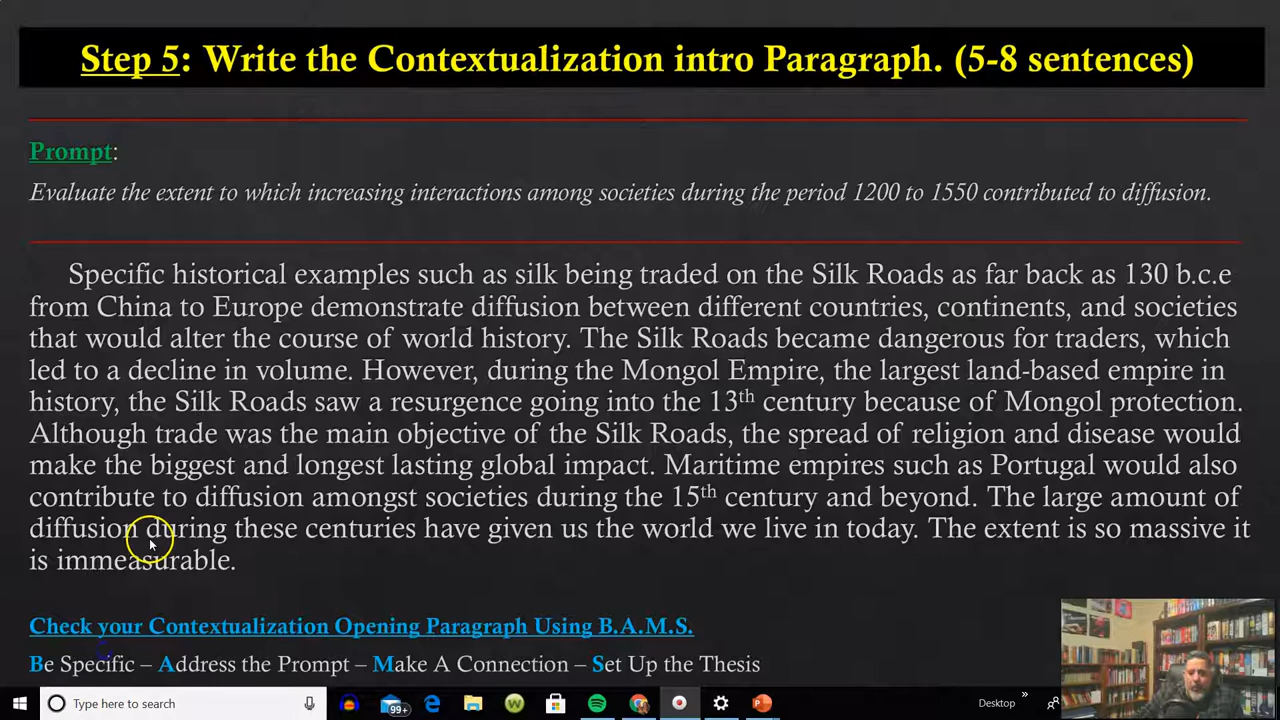 Step 5: Write the Contextualization intro Paragraph. (5-8 sentences)
Prompt:
Evaluate the extent to which increasing interactions among societies during the period 1200 to 1550 contributed to diffusion.
Specific historical examples such as silk being traded on the Silk Roads as far back as 130 b.c.e
from China to Europe demonstrate diffusion between different countries, continents, and societies
that would alter the course of world history. The Silk Roads became dangerous for traders, which
led to a decline in volume. However, during the Mongol Empire, the largest land-based empire in
history, the Silk Roads saw a resurgence going into the 13th century because of Mongol protection.
Although trade was the main objective of the Silk Roads, the spread of religion and disease would
make the biggest and longest lasting global impact. Maritime empires such as Portugal would also
contribute to diffusion amongst societies during the 15th century and beyond. The large amount of
diffusion during these centuries have given us the world we live in today. The extent is so massive it
is immeasurable.
Check your Contextualization Opening Paragraph Using B.A.M.S.
Be Specific – Address the Prompt – Make A Connection – Set Up the Thesis
Type here to search
99+
Desktop